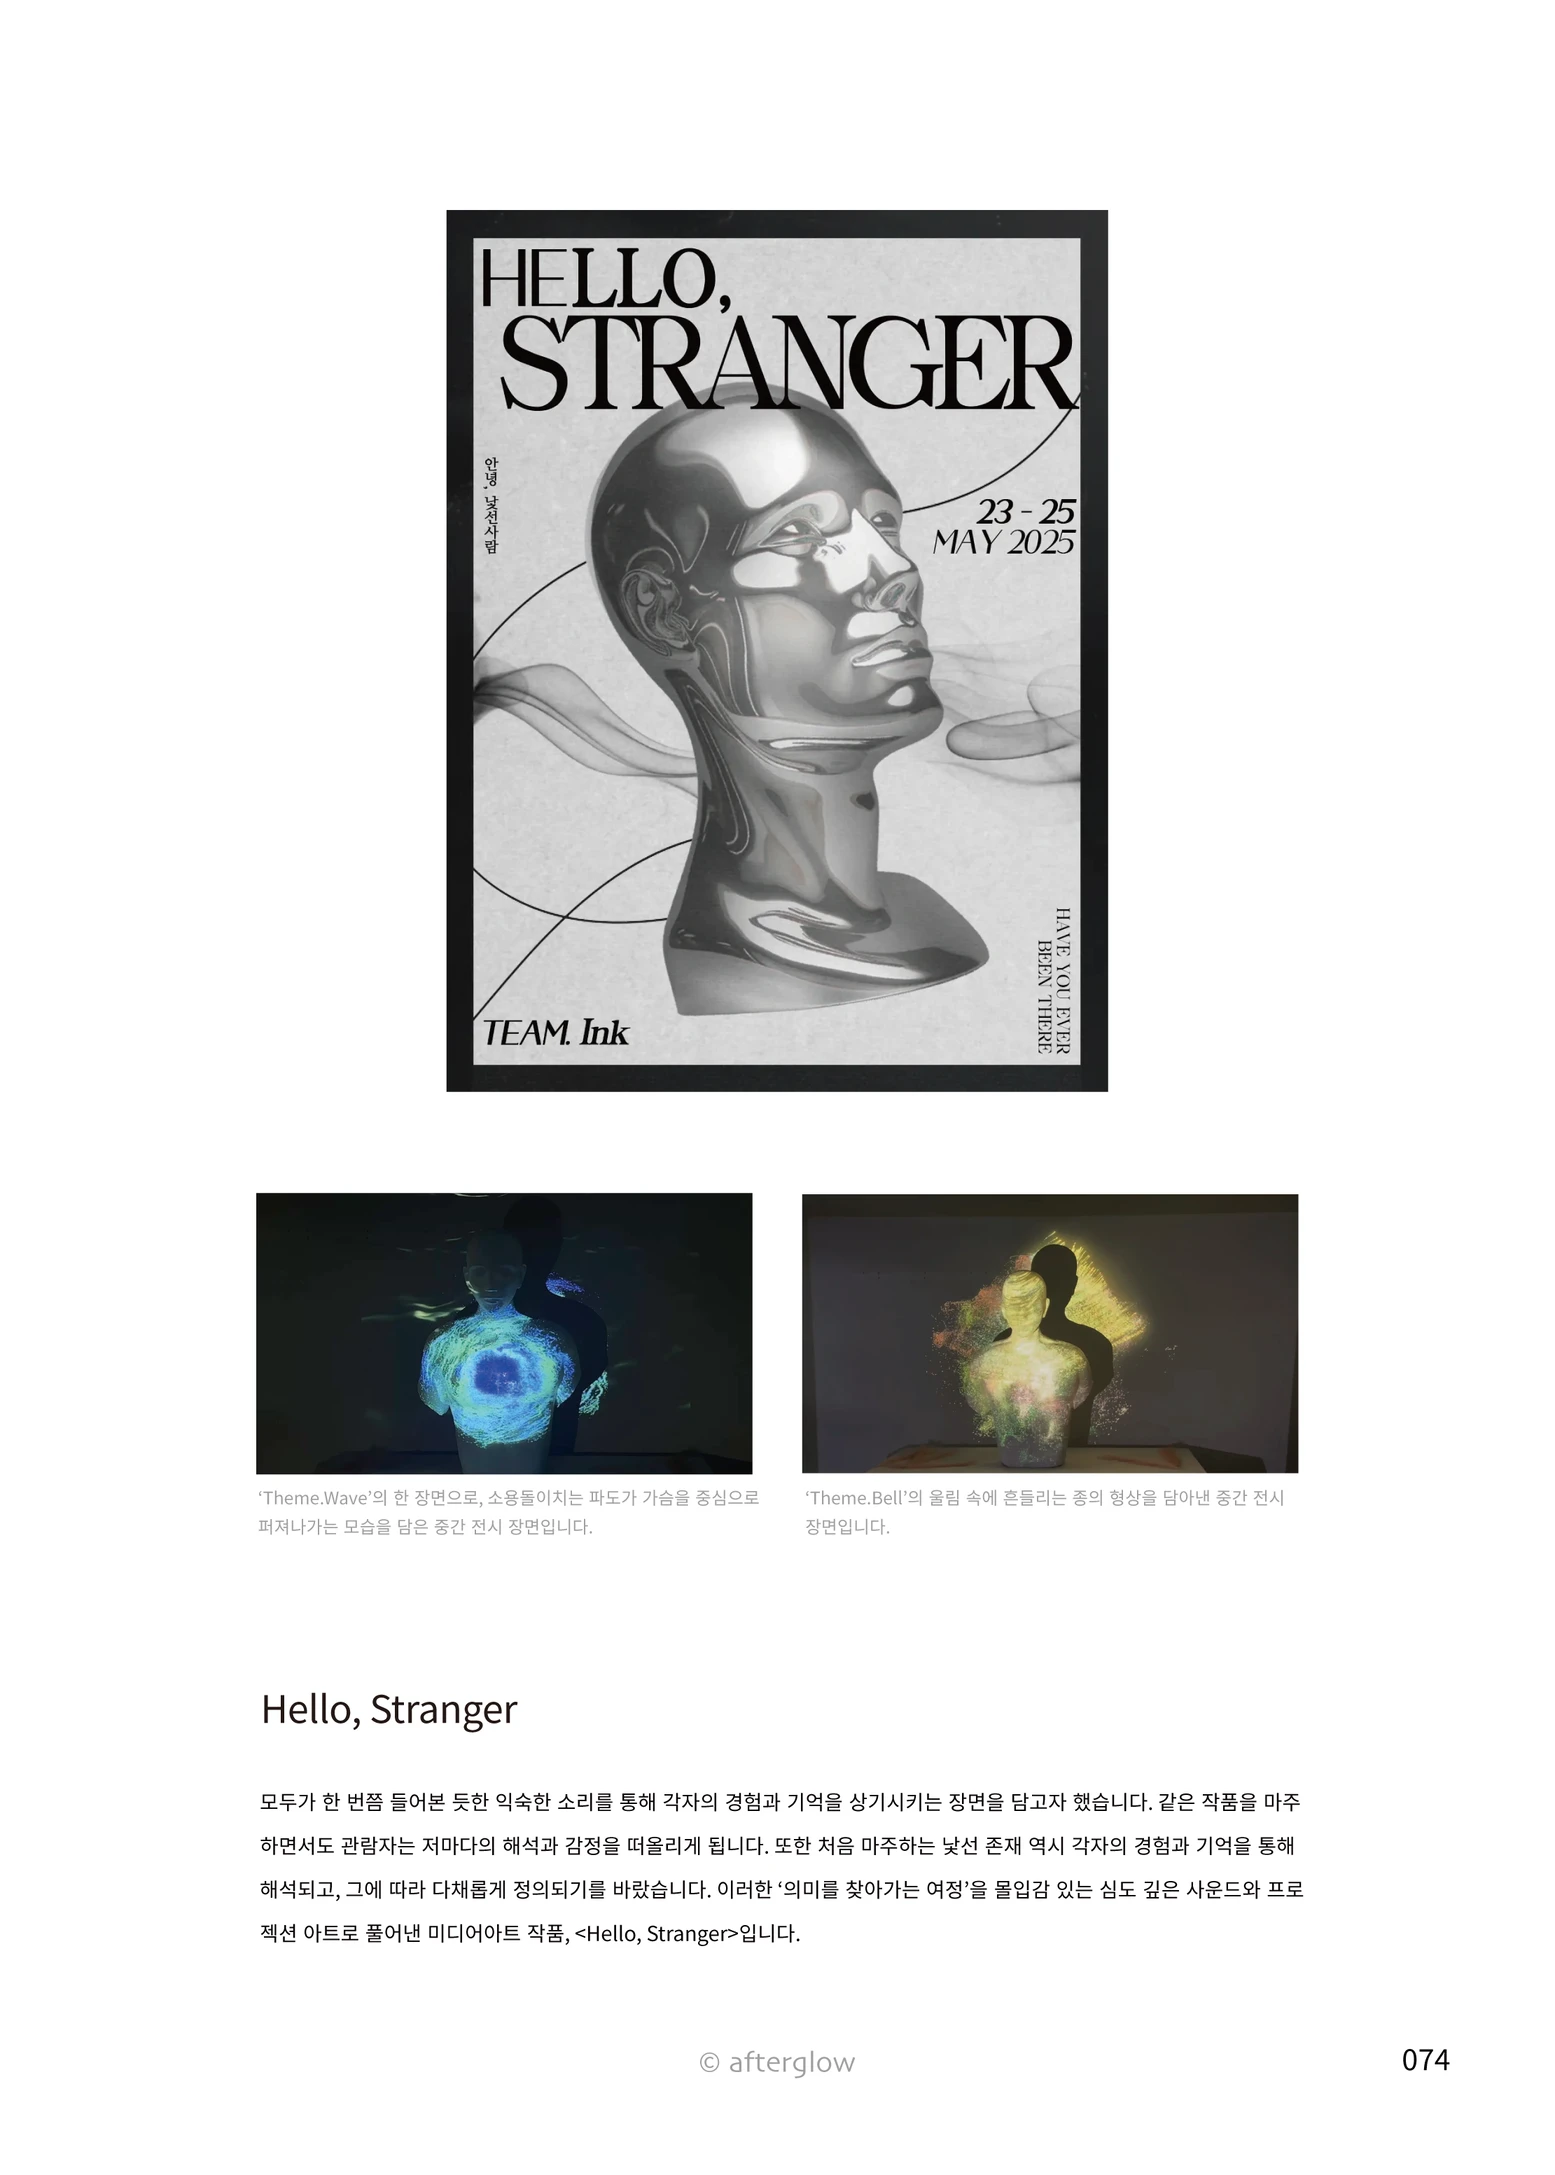 HELLO,
STRANGER
안녕, 낯선사람
23 - 25
MAY 2025
HAVE YOU EVER
BEEN THERE
TEAM. Ink
‘Theme.Wave’의 한 장면으로, 소용돌이치는 파도가 가슴을 중심으로
퍼져나가는 모습을 담은 중간 전시 장면입니다.
‘Theme.Bell’의 울림 속에 흔들리는 종의 형상을 담아낸 중간 전시
장면입니다.
Hello, Stranger
모두가 한 번쯤 들어본 듯한 익숙한 소리를 통해 각자의 경험과 기억을 상기시키는 장면을 담고자 했습니다. 같은 작품을 마주
하면서도 관람자는 저마다의 해석과 감정을 떠올리게 됩니다. 또한 처음 마주하는 낯선 존재 역시 각자의 경험과 기억을 통해
해석되고, 그에 따라 다채롭게 정의되기를 바랐습니다. 이러한 ‘의미를 찾아가는 여정’을 몰입감 있는 심도 깊은 사운드와 프로
젝션 아트로 풀어낸 미디어아트 작품, <Hello, Stranger>입니다.
© afterglow
074